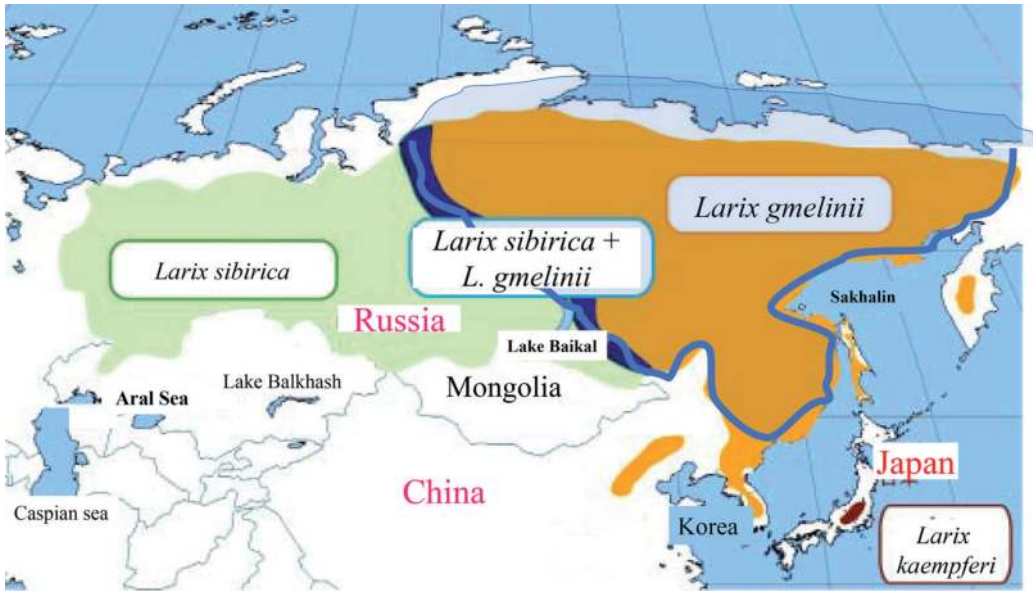 Larix gmelinii
Larix sibirica +
L. gmelinii
Larix sibirica
Sakhalin
Russia
Lake Baikal
Lake Balkhash
Mongolia
Aral Sea
Japan
China
Caspian sea
Korea
Larix
kaempferi